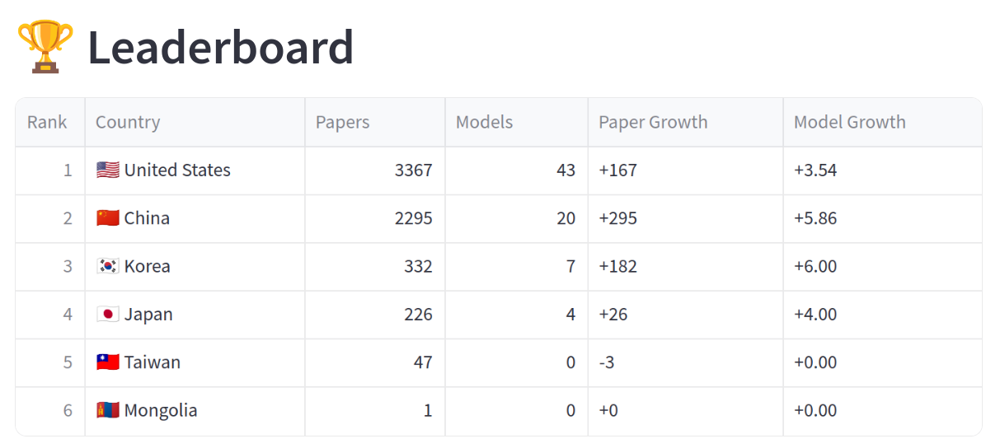 🏆 Leaderboard
Rank Country Papers Models Paper Growth Model Growth
1 🇺🇸 United States 3367 43 +167 +3.54
2 🇨🇳 China 2295 20 +295 +5.86
3 🇰🇷 Korea 332 7 +182 +6.00
4 🇯🇵 Japan 226 4 +26 +4.00
5 🇹🇼 Taiwan 47 0 -3 +0.00
6 🇲🇳 Mongolia 1 0 +0 +0.00